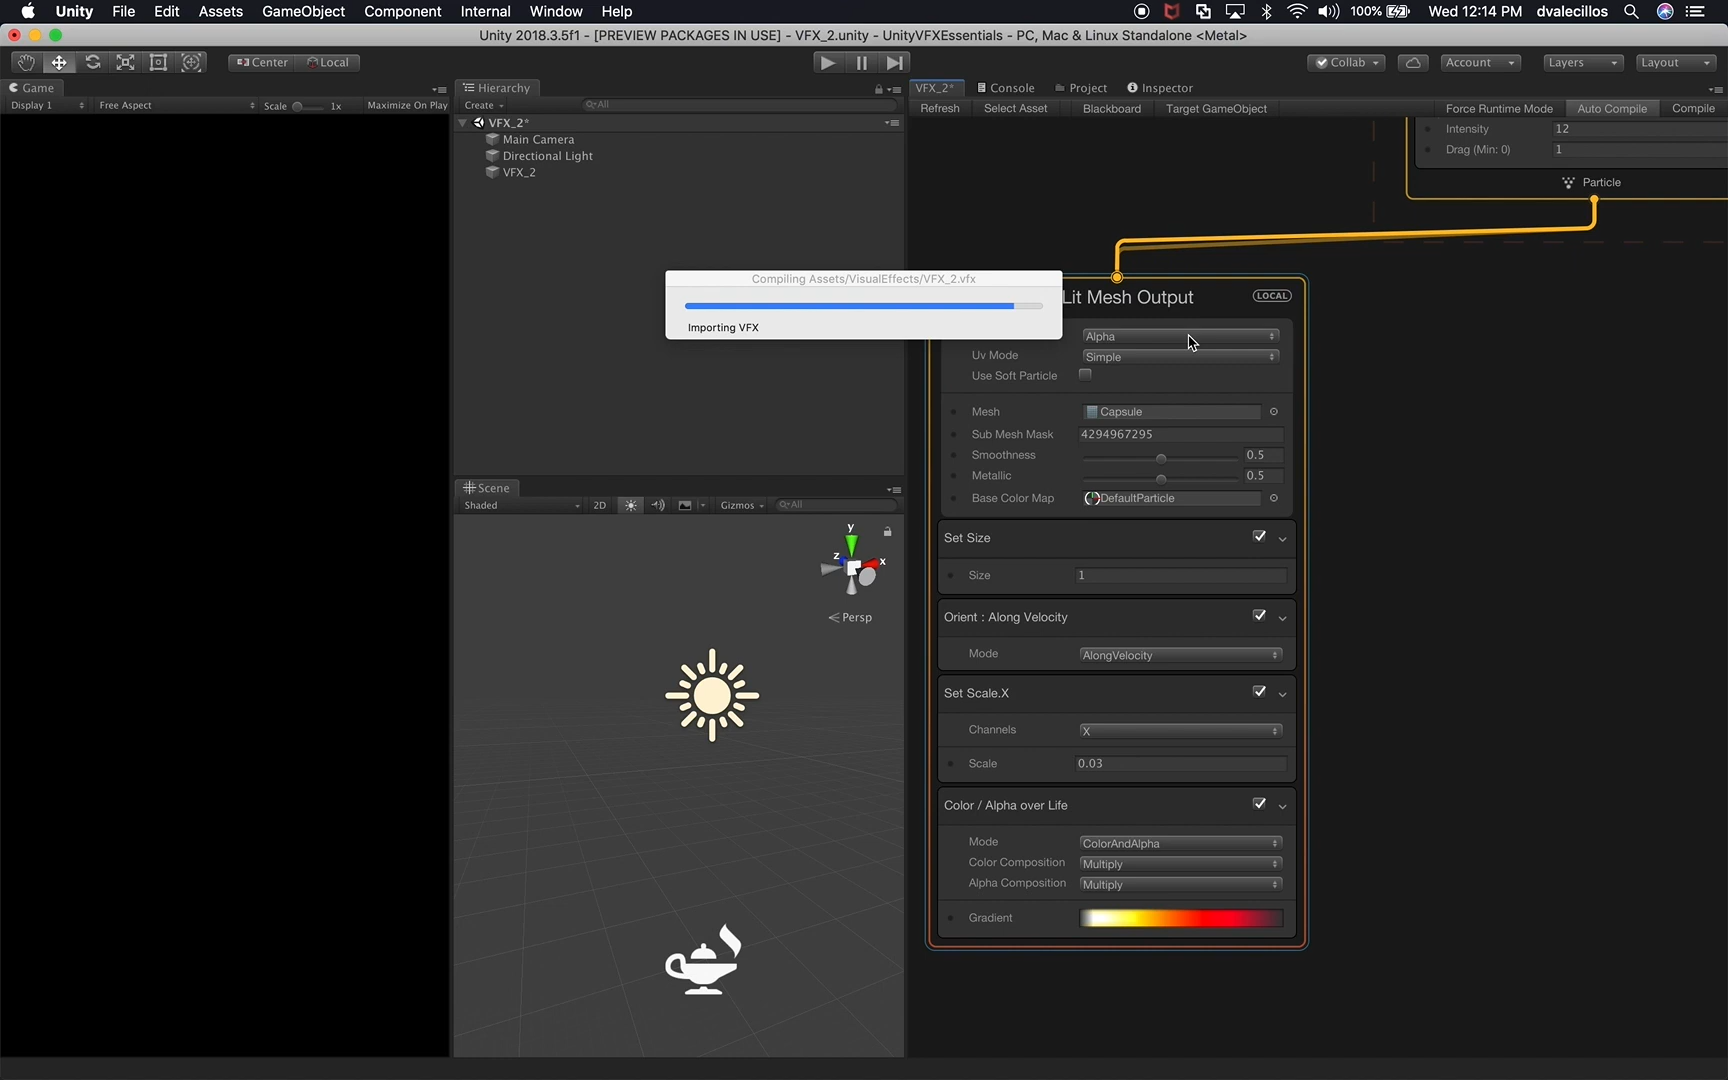 Unity File Edit Assets GameObject Component Internal Window Help 100% Wed 12:14 PM dvalecillos
Unity 2018.3.5f1 - [PREVIEW PACKAGES IN USE] - VFX_2.unity - UnityVFXEssentials - PC, Mac & Linux Standalone <Metal>
Center Local Collab Account Layers Layout
Game Hierarchy VFX_2* Console Project Inspector
Display 1 Free Aspect Scale 1x Maximize On Play Create All Refresh Select Asset Blackboard Target GameObject Force Runtime Mode Auto Compile Compile
VFX_2*
Main Camera
Directional Light
VFX_2
Intensity 12
Drag (Min: 0) 1
Particle
Compiling Assets/VisualEffects/VFX_2.vfx
Importing VFX
Lit Mesh Output LOCAL
Alpha
Uv Mode Simple
Use Soft Particle
Mesh Capsule
Sub Mesh Mask 4294967295
Smoothness 0.5
Metallic 0.5
Base Color Map DefaultParticle
Set Size
Size 1
Orient : Along Velocity
Mode AlongVelocity
Set Scale.X
Channels X
Scale 0.03
Color / Alpha over Life
Mode ColorAndAlpha
Color Composition Multiply
Alpha Composition Multiply
Gradient
Scene
Shaded 2D Gizmos All
y
z x
Persp